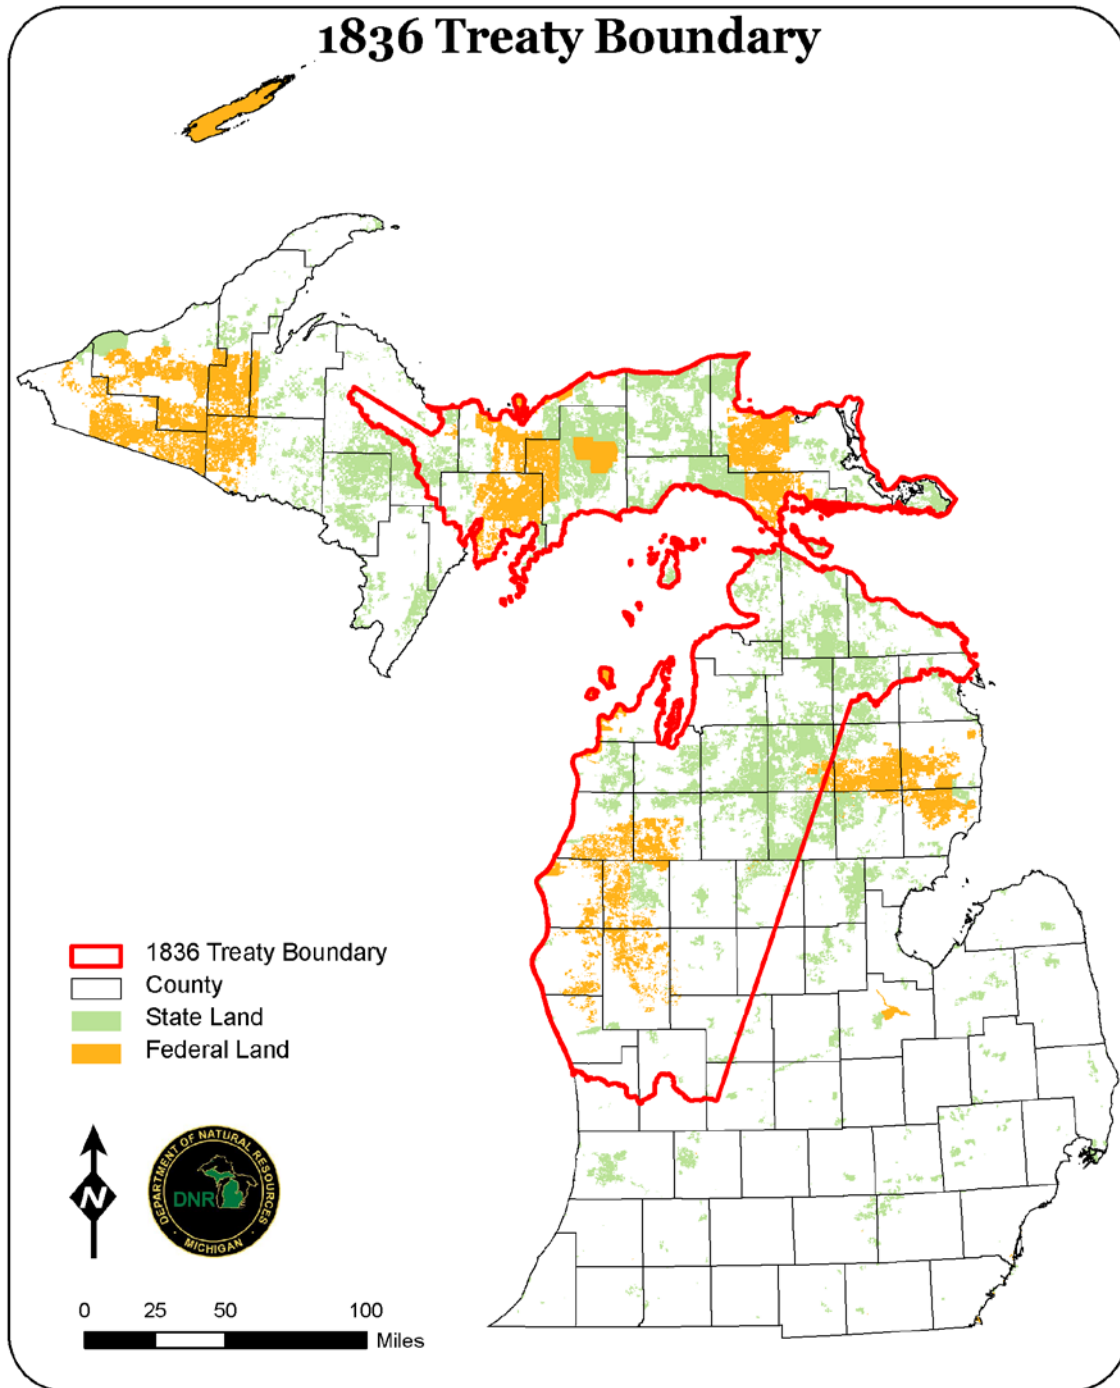 1836 Treaty Boundary
1836 Treaty Boundary
County
State Land
Federal Land
N
DEPARTMENT OF NATURAL RESOURCES
DNR
MICHIGAN
0 25 50 100
Miles